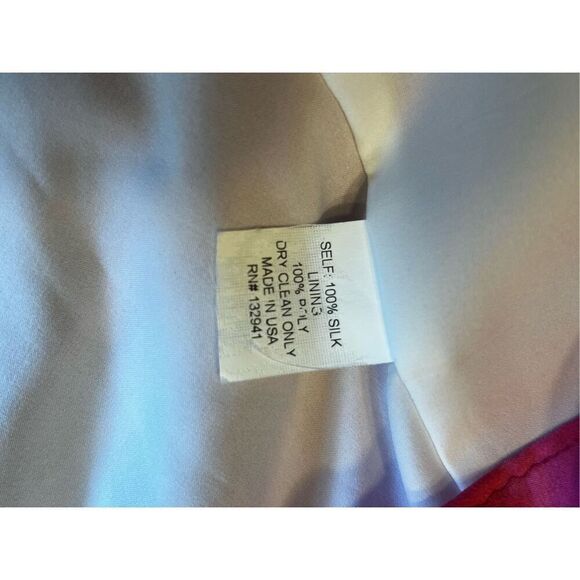 SELF: 100% SILK
LINING
100% POLY
DRY CLEAN ONLY
MADE IN USA
RN# 132941